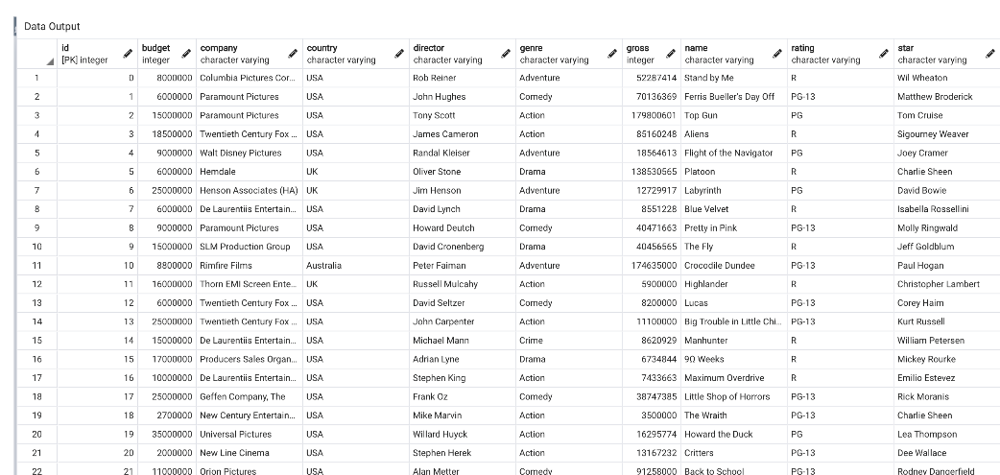 Data Output
id budget company country director genre gross name rating star
[PK] integer integer character varying character varying character varying character varying integer character varying character varying character varying
1 0 8000000 Columbia Pictures Cor... USA Rob Reiner Adventure 52287414 Stand by Me R Wil Wheaton
2 1 6000000 Paramount Pictures USA John Hughes Comedy 70136369 Ferris Bueller's Day Off PG-13 Matthew Broderick
3 2 15000000 Paramount Pictures USA Tony Scott Action 179800601 Top Gun PG Tom Cruise
4 3 18500000 Twentieth Century Fox ... USA James Cameron Action 85160248 Aliens R Sigourney Weaver
5 4 9000000 Walt Disney Pictures USA Randal Kleiser Adventure 18564613 Flight of the Navigator PG Joey Cramer
6 5 6000000 Hemdale UK Oliver Stone Drama 138530565 Platoon R Charlie Sheen
7 6 25000000 Henson Associates (HA) UK Jim Henson Adventure 12729917 Labyrinth PG David Bowie
8 7 6000000 De Laurentiis Entertain... USA David Lynch Drama 8551228 Blue Velvet R Isabella Rossellini
9 8 9000000 Paramount Pictures USA Howard Deutch Comedy 40471663 Pretty in Pink PG-13 Molly Ringwald
10 9 15000000 SLM Production Group USA David Cronenberg Drama 40456565 The Fly R Jeff Goldblum
11 10 8800000 Rimfire Films Australia Peter Faiman Adventure 174635000 Crocodile Dundee PG-13 Paul Hogan
12 11 16000000 Thorn EMI Screen Ente... UK Russell Mulcahy Action 5900000 Highlander R Christopher Lambert
13 12 6000000 Twentieth Century Fox ... USA David Seltzer Comedy 8200000 Lucas PG-13 Corey Haim
14 13 25000000 Twentieth Century Fox ... USA John Carpenter Action 11100000 Big Trouble in Little Chi... PG-13 Kurt Russell
15 14 15000000 De Laurentiis Entertain... USA Michael Mann Crime 8620929 Manhunter R William Petersen
16 15 17000000 Producers Sales Organ... USA Adrian Lyne Drama 6734844 9Ω Weeks R Mickey Rourke
17 16 10000000 De Laurentiis Entertain... USA Stephen King Action 7433663 Maximum Overdrive R Emilio Estevez
18 17 25000000 Geffen Company, The USA Frank Oz Comedy 38747385 Little Shop of Horrors PG-13 Rick Moranis
19 18 2700000 New Century Entertain... USA Mike Marvin Action 3500000 The Wraith PG-13 Charlie Sheen
20 19 35000000 Universal Pictures USA Willard Huyck Action 16295774 Howard the Duck PG Lea Thompson
21 20 2000000 New Line Cinema USA Stephen Herek Action 13167232 Critters PG-13 Dee Wallace
22 21 11000000 Orion Pictures USA Alan Metter Comedy 91258000 Back to School PG-13 Rodney Dangerfield